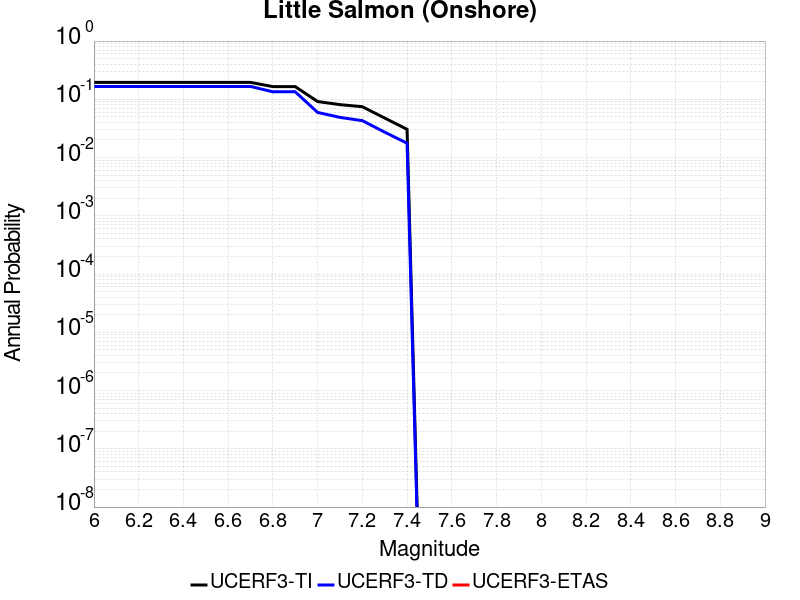 Little Salmon (Onshore)
10^0
10^-1
10^-2
10^-3
10^-4
10^-5
10^-6
10^-7
10^-8
Annual Probability
6 6.2 6.4 6.6 6.8 7 7.2 7.4 7.6 7.8 8 8.2 8.4 8.6 8.8 9
Magnitude
UCERF3-TI UCERF3-TD UCERF3-ETAS